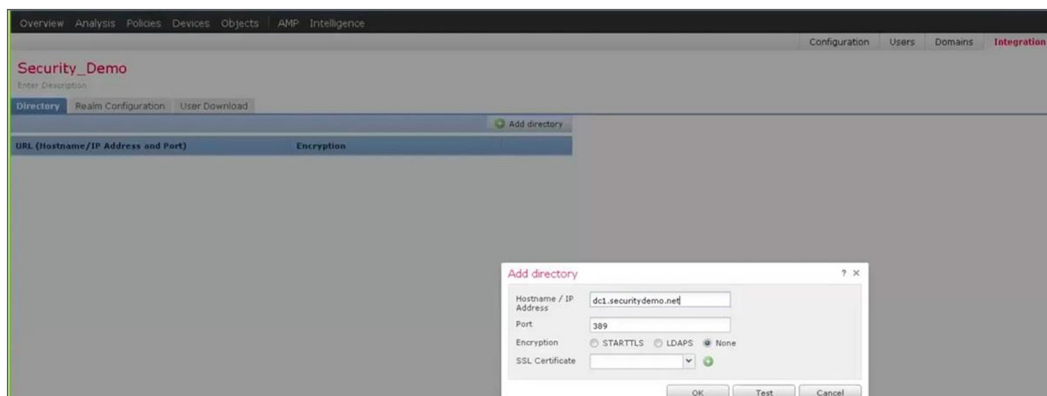 Overview Analysis Policies Devices Objects AMP Intelligence
Configuration Users Domains Integration
Security_Demo
Enter Description
Directory Realm Configuration User Download
Add directory
URL (Hostname/IP Address and Port) Encryption
Add directory ? ×
Hostname / IP
Address
dc1.securitydemo.net
Port 389
Encryption STARTTLS LDAPS None
SSL Certificate
OK Test Cancel